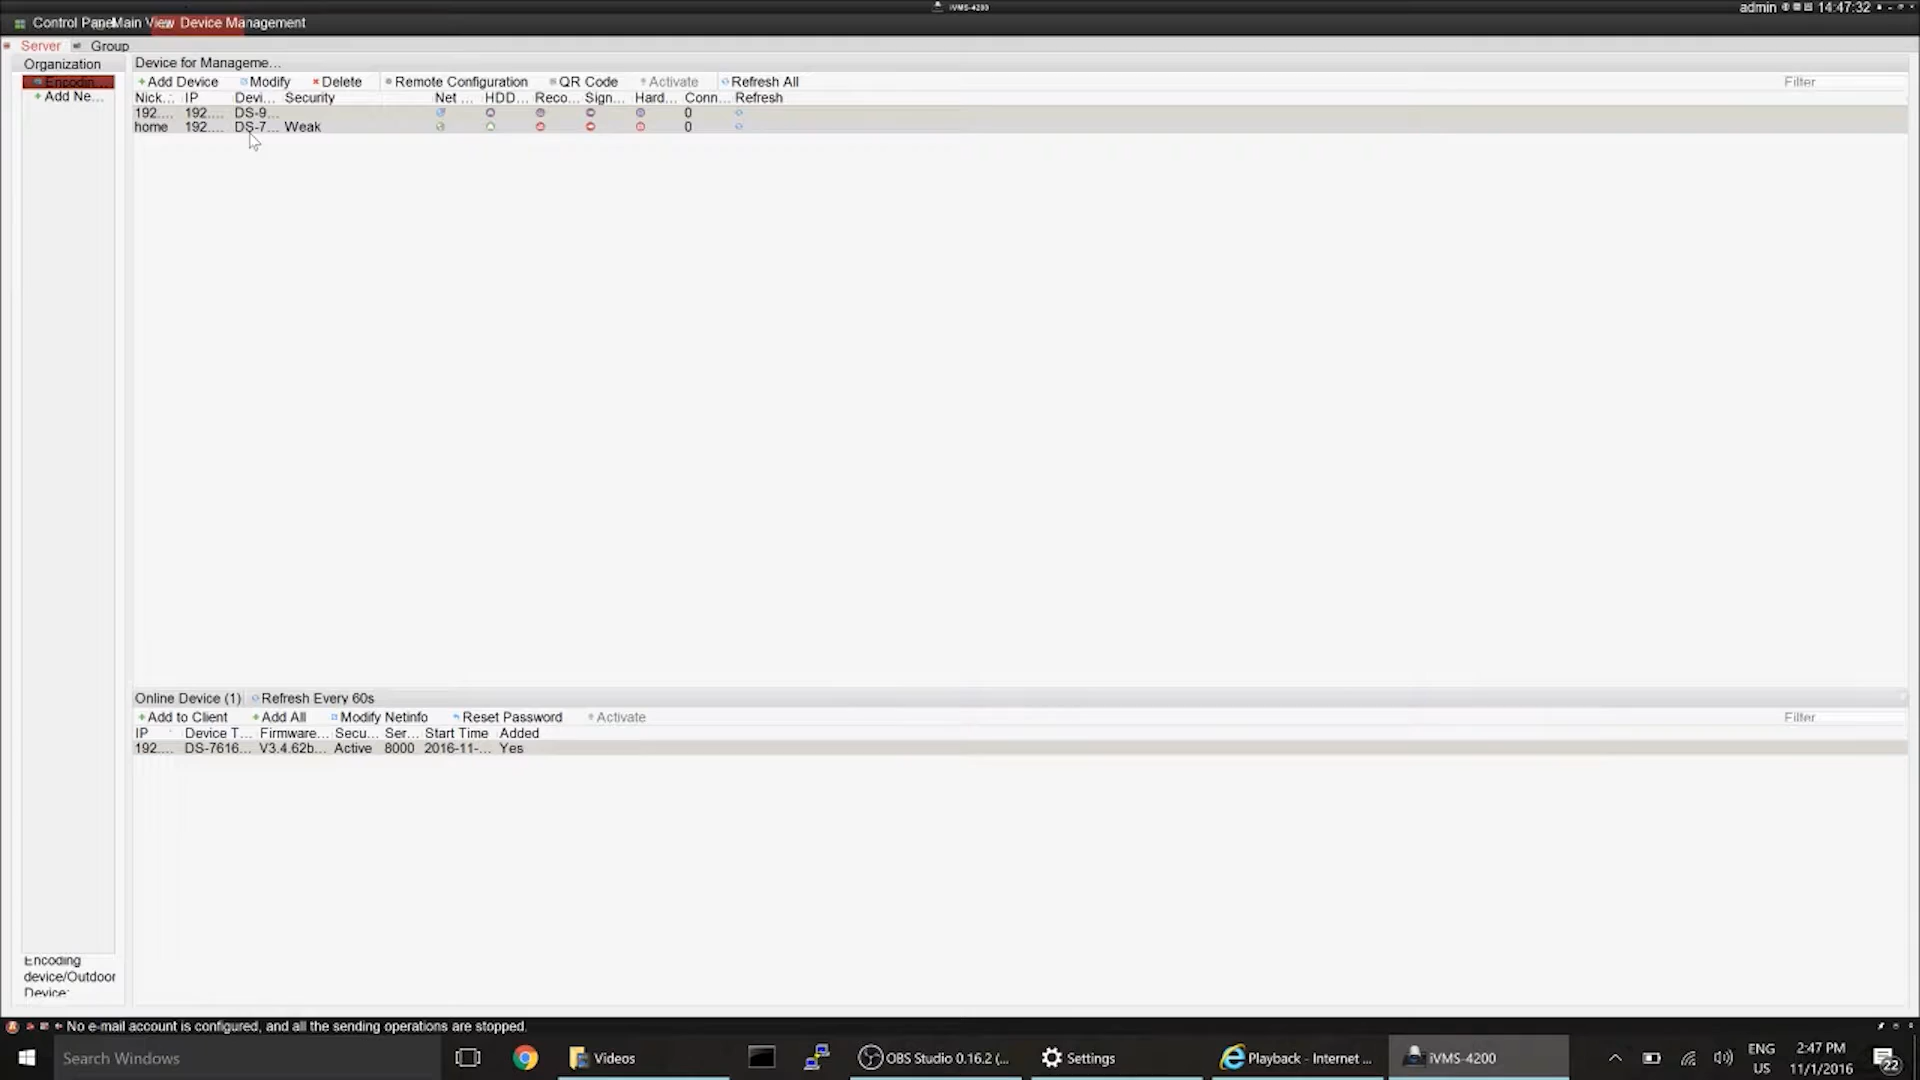 iVMS-4200
admin 14:47:32
Control Panel Main View Device Management
Server Group
Organization
Encodin...
Add Ne...
Encoding
device/Outdoor
Device:
Device for Manageme...
Add Device Modify Delete Remote Configuration QR Code Activate Refresh All Filter
Nick... IP Devi... Security Net ... HDD... Reco... Sign... Hard... Conn... Refresh
192.... 192.... DS-9... 0
home 192.... DS-7... Weak 0
Online Device (1) Refresh Every 60s
Add to Client Add All Modify Netinfo Reset Password Activate Filter
IP Device T... Firmware... Secu... Ser... Start Time Added
192.... DS-7616... V3.4.62b... Active 8000 2016-11-... Yes
No e-mail account is configured, and all the sending operations are stopped.
Search Windows Videos OBS Studio 0.16.2 (... Settings Playback - Internet ... iVMS-4200 ENG 2:47 PM
US 11/1/2016 22